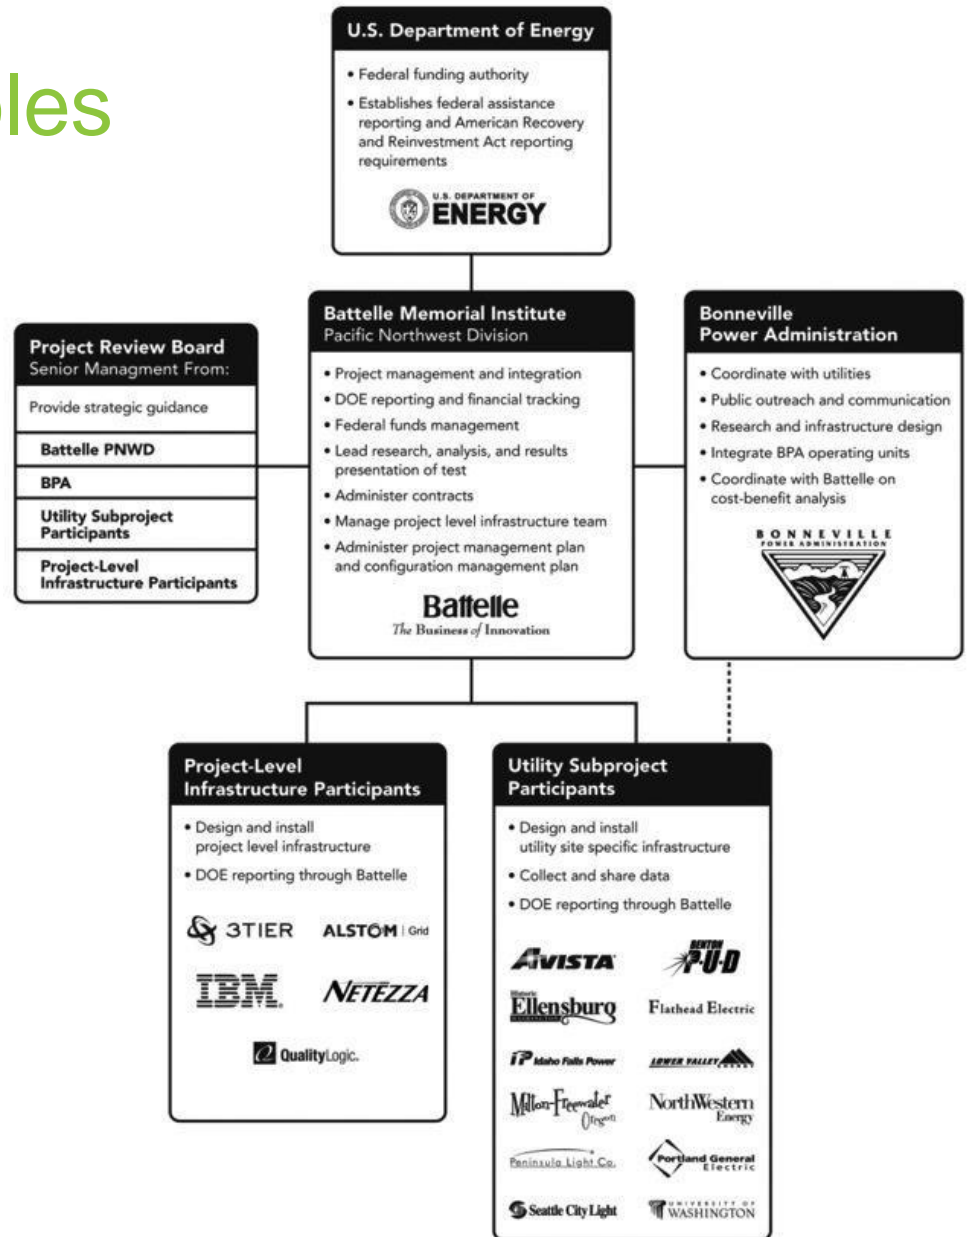 oles
U.S. Department of Energy
• Federal funding authority
• Establishes federal assistance
reporting and American Recovery
and Reinvestment Act reporting
requirements
U.S. DEPARTMENT OF
ENERGY
Project Review Board
Senior Managment From:
Provide strategic guidance
Battelle PNWD
BPA
Utility Subproject
Participants
Project-Level
Infrastructure Participants
Battelle Memorial Institute
Pacific Northwest Division
• Project management and integration
• DOE reporting and financial tracking
• Federal funds management
• Lead research, analysis, and results
presentation of test
• Administer contracts
• Manage project level infrastructure team
• Administer project management plan
and configuration management plan
Battelle
The Business of Innovation
Bonneville
Power Administration
• Coordinate with utilities
• Public outreach and communication
• Research and infrastructure design
• Integrate BPA operating units
• Coordinate with Battelle on
cost-benefit analysis
BONNEVILLE
POWER ADMINISTRATION
Project-Level
Infrastructure Participants
• Design and install
project level infrastructure
• DOE reporting through Battelle
3TIER
ALSTOM | Grid
IBM
NETEZZA
QualityLogic.
Utility Subproject
Participants
• Design and install
utility site specific infrastructure
• Collect and share data
• DOE reporting through Battelle
AVISTA
BENTON
P·U·D
Historic
Ellensburg
Flathead Electric
Idaho Falls Power
LOWER VALLEY
ENERGY
Milton-Freewater
Oregon
NorthWestern
Energy
Peninsula Light Co.
Portland General
Electric
Seattle City Light
UNIVERSITY OF
WASHINGTON